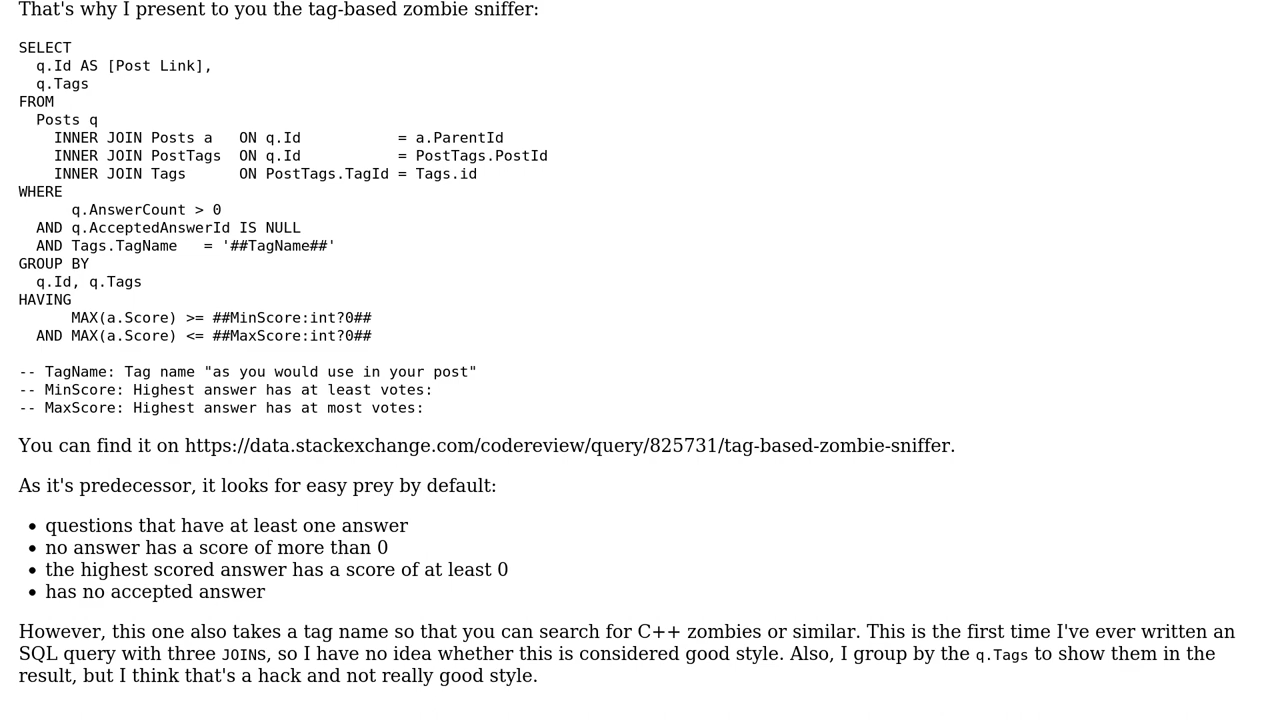 That's why I present to you the tag-based zombie sniffer:
SELECT
  q.Id AS [Post Link],
  q.Tags
FROM
  Posts q
    INNER JOIN Posts a   ON q.Id           = a.ParentId
    INNER JOIN PostTags  ON q.Id           = PostTags.PostId
    INNER JOIN Tags      ON PostTags.TagId = Tags.id
WHERE
      q.AnswerCount > 0
  AND q.AcceptedAnswerId IS NULL
  AND Tags.TagName   = '##TagName##'
GROUP BY
  q.Id, q.Tags
HAVING
      MAX(a.Score) >= ##MinScore:int?0##
  AND MAX(a.Score) <= ##MaxScore:int?0##
-- TagName: Tag name "as you would use in your post"
-- MinScore: Highest answer has at least votes:
-- MaxScore: Highest answer has at most votes:
You can find it on https://data.stackexchange.com/codereview/query/825731/tag-based-zombie-sniffer.
As it's predecessor, it looks for easy prey by default:
• questions that have at least one answer
• no answer has a score of more than 0
• the highest scored answer has a score of at least 0
• has no accepted answer
However, this one also takes a tag name so that you can search for C++ zombies or similar. This is the first time I've ever written an
SQL query with three JOINs, so I have no idea whether this is considered good style. Also, I group by the q.Tags to show them in the
result, but I think that's a hack and not really good style.